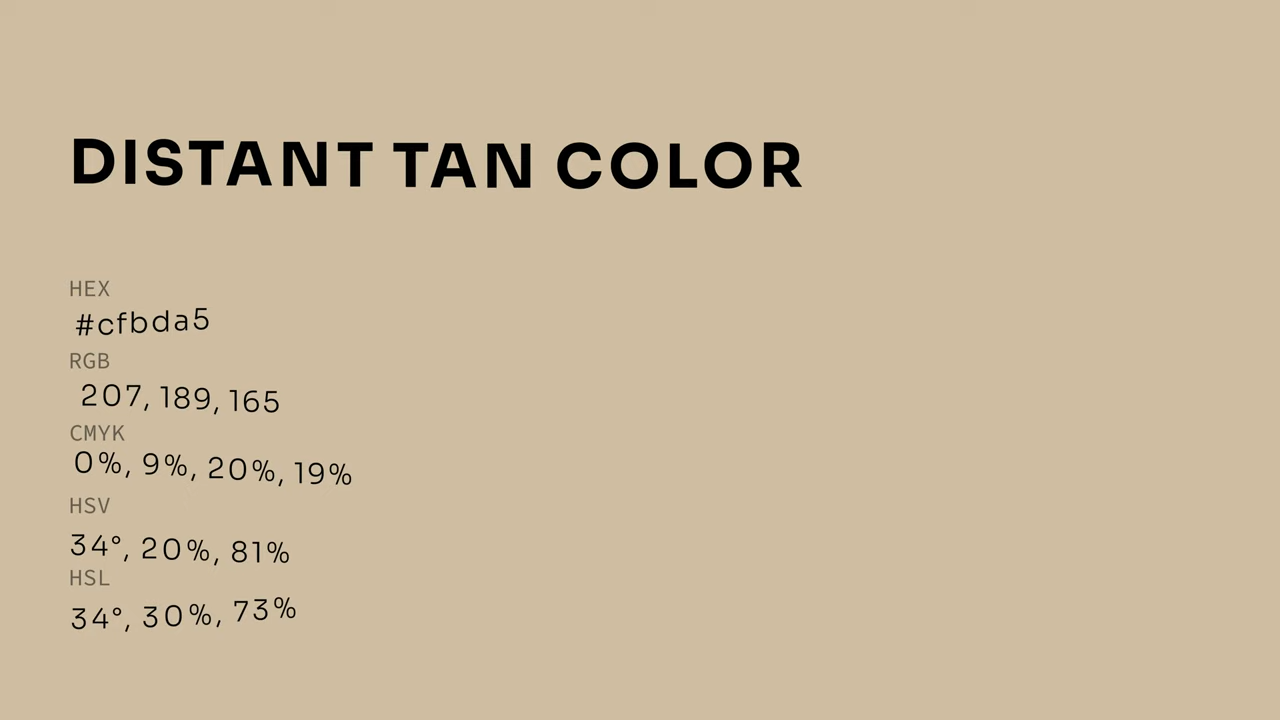 DISTANT TAN COLOR
HEX
#cfbda5
RGB
207, 189, 165
CMYK
0%, 9%, 20%, 19%
HSV
34°, 20%, 81%
HSL
34°, 30%, 73%